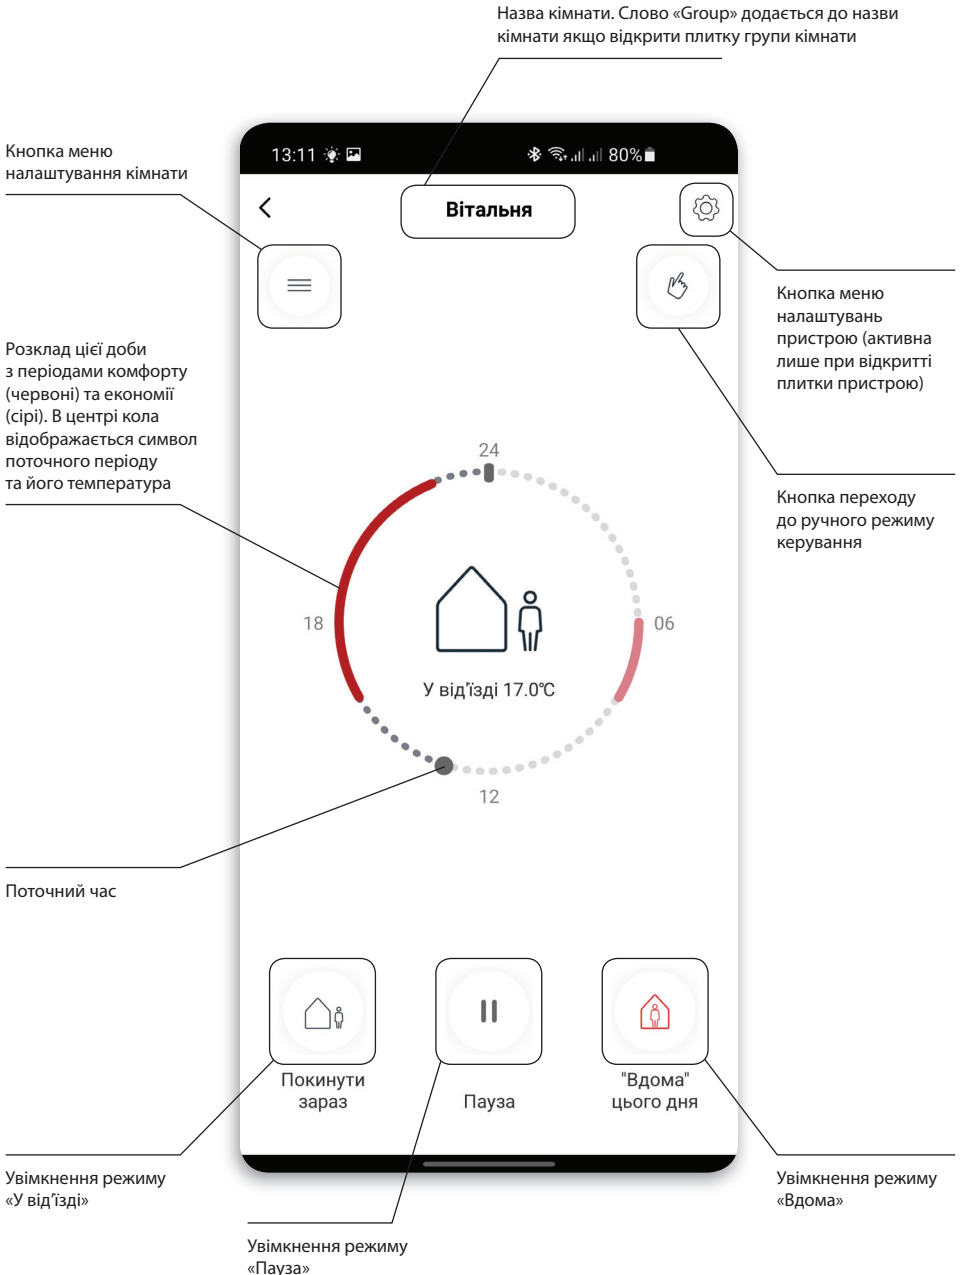 Назва кімнати. Слово «Group» додається до назви
кімнати якщо відкрити плитку групи кімнати
Кнопка меню
налаштування кімнати
13:11
80%
Вітальня
Кнопка меню
налаштувань
пристрою (активна
лише при відкритті
плитки пристрою)
Розклад цієї доби
з періодами комфорту
(червоні) та економії
(сірі). В центрі кола
відображається символ
поточного періоду
та його температура
Кнопка переходу
до ручного режиму
керування
24
18
06
У від'їзді 17.0°C
12
Поточний час
Покинути
зараз
Пауза
"Вдома"
цього дня
Увімкнення режиму
«У від’їзді»
Увімкнення режиму
«Пауза»
Увімкнення режиму
«Вдома»